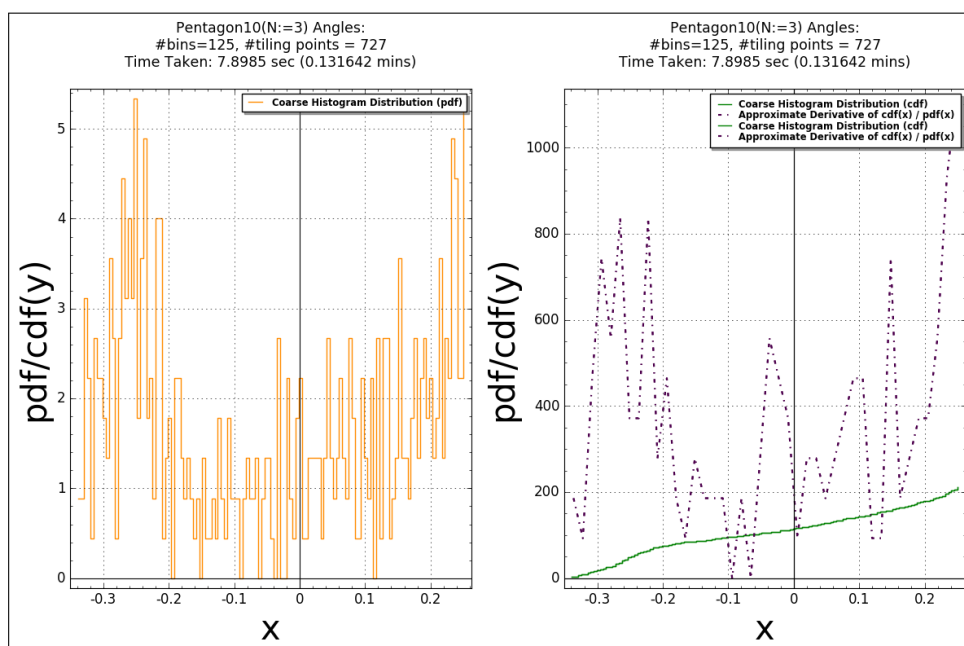 Pentagon10(N:=3) Angles:
#bins=125, #tiling points = 727
Time Taken: 7.8985 sec (0.131642 mins)
Coarse Histogram Distribution (pdf)
pdf/cdf(y)
5
4
3
2
1
0
-0.3
-0.2
-0.1
0
0.1
0.2
x
Pentagon10(N:=3) Angles:
#bins=125, #tiling points = 727
Time Taken: 7.8985 sec (0.131642 mins)
Coarse Histogram Distribution (cdf)
Approximate Derivative of cdf(x) / pdf(x)
Coarse Histogram Distribution (cdf)
Approximate Derivative of cdf(x) / pdf(x)
pdf/cdf(y)
1000
800
600
400
200
0
-0.3
-0.2
-0.1
0
0.1
0.2
x